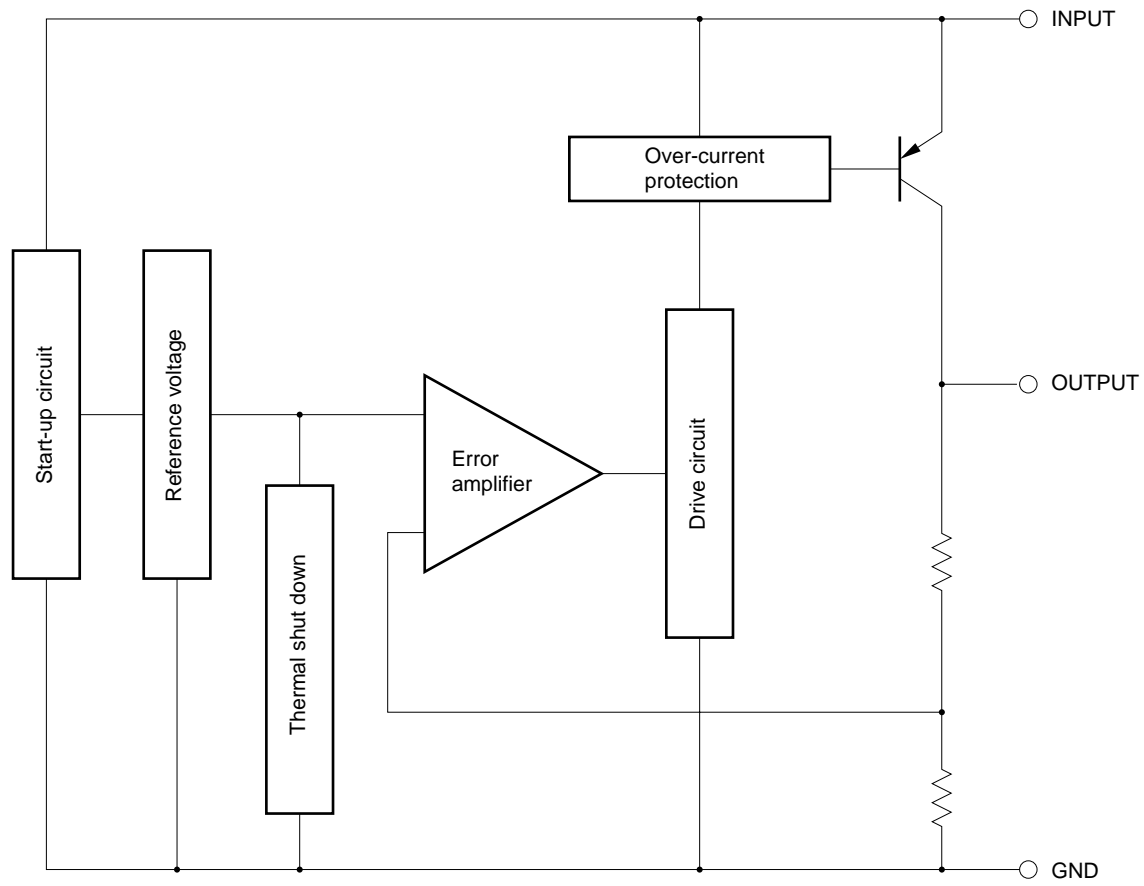 INPUT
Over-current
protection
Start-up circuit
Reference voltage
OUTPUT
Error
amplifier
Drive circuit
Thermal shut down
GND